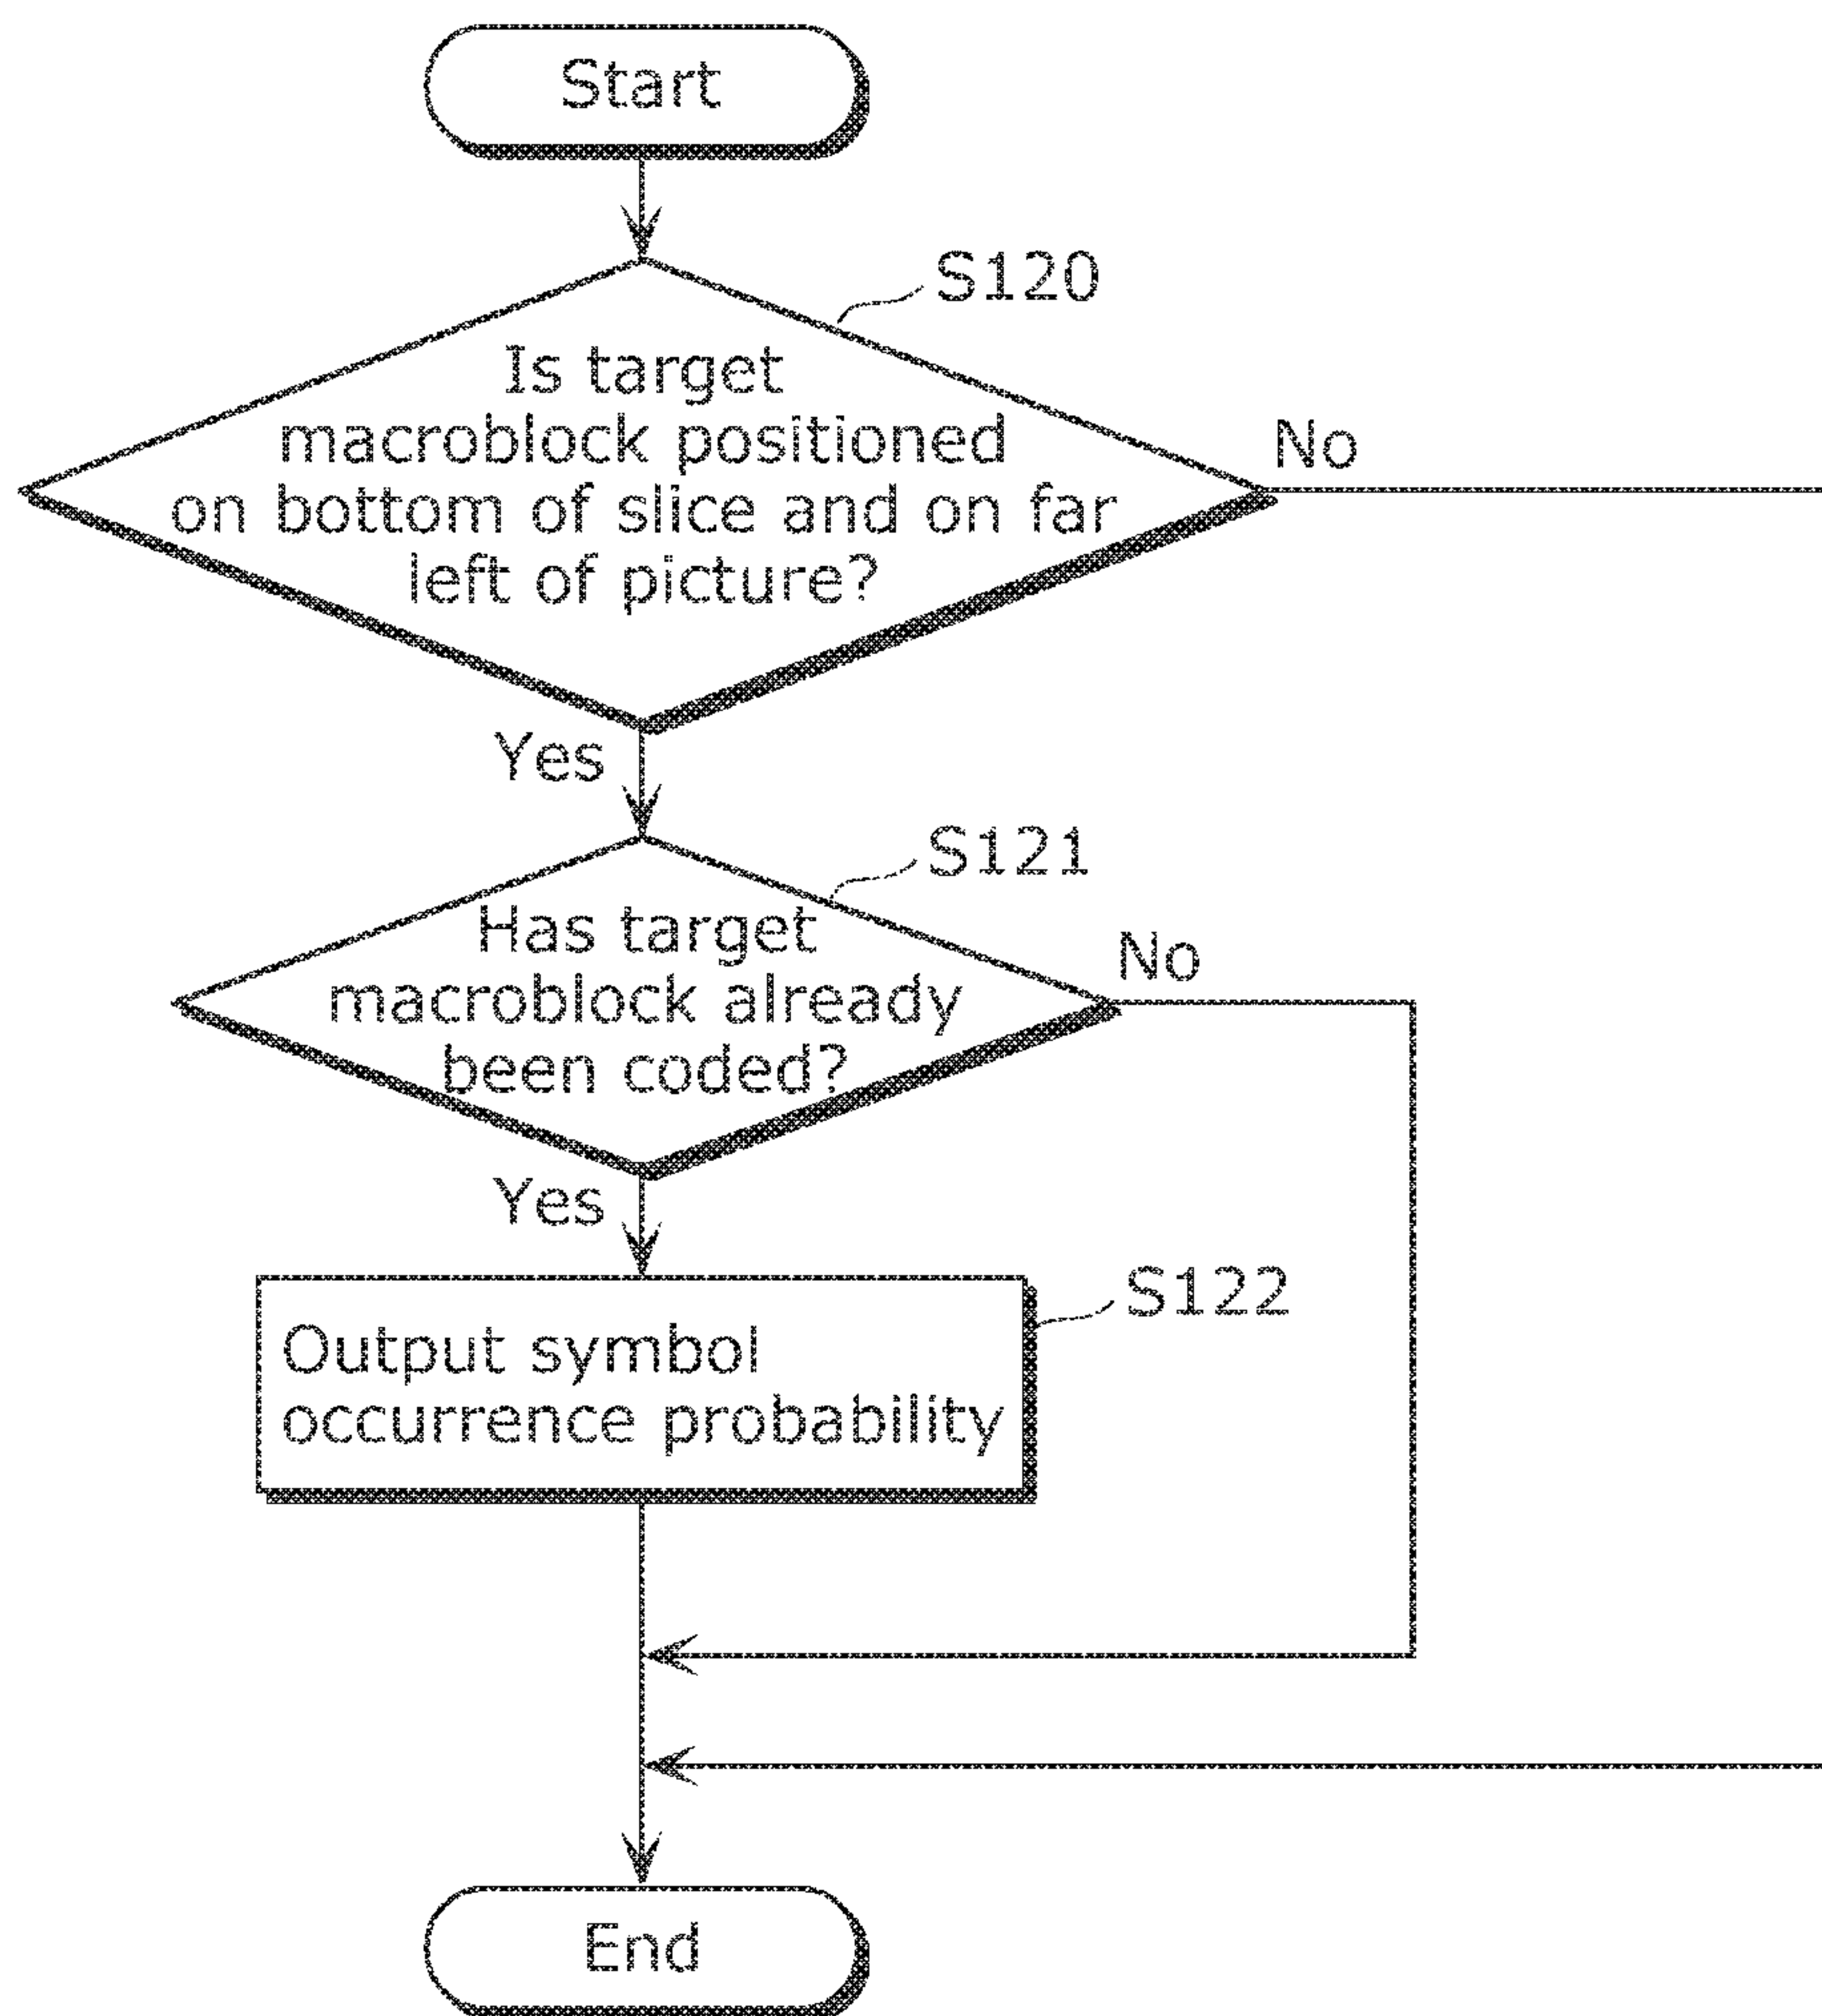 Start
S120
Is target
macroblock positioned
on bottom of slice and on far
left of picture?
No
Yes
S121
Has target
macroblock already
been coded?
No
Yes
S122
Output symbol
occurrence probability
End